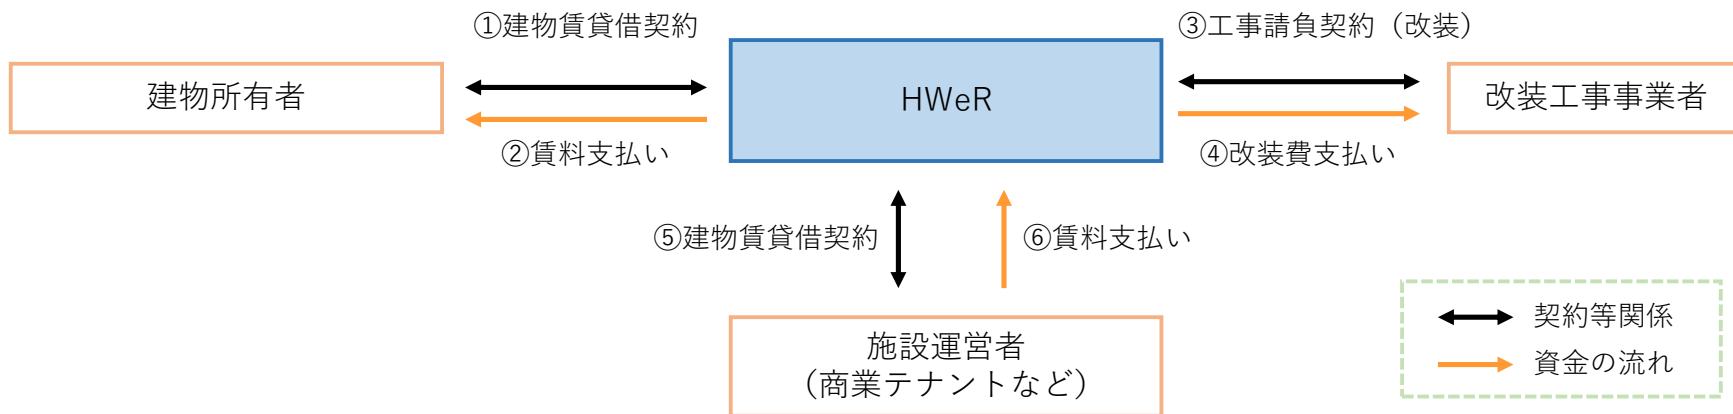 ①建物賃貸借契約
③工事請負契約（改装）
建物所有者
HWeR
改装工事事業者
②賃料支払い
④改装費支払い
⑤建物賃貸借契約
⑥賃料支払い
施設運営者
（商業テナントなど）
契約等関係
資金の流れ